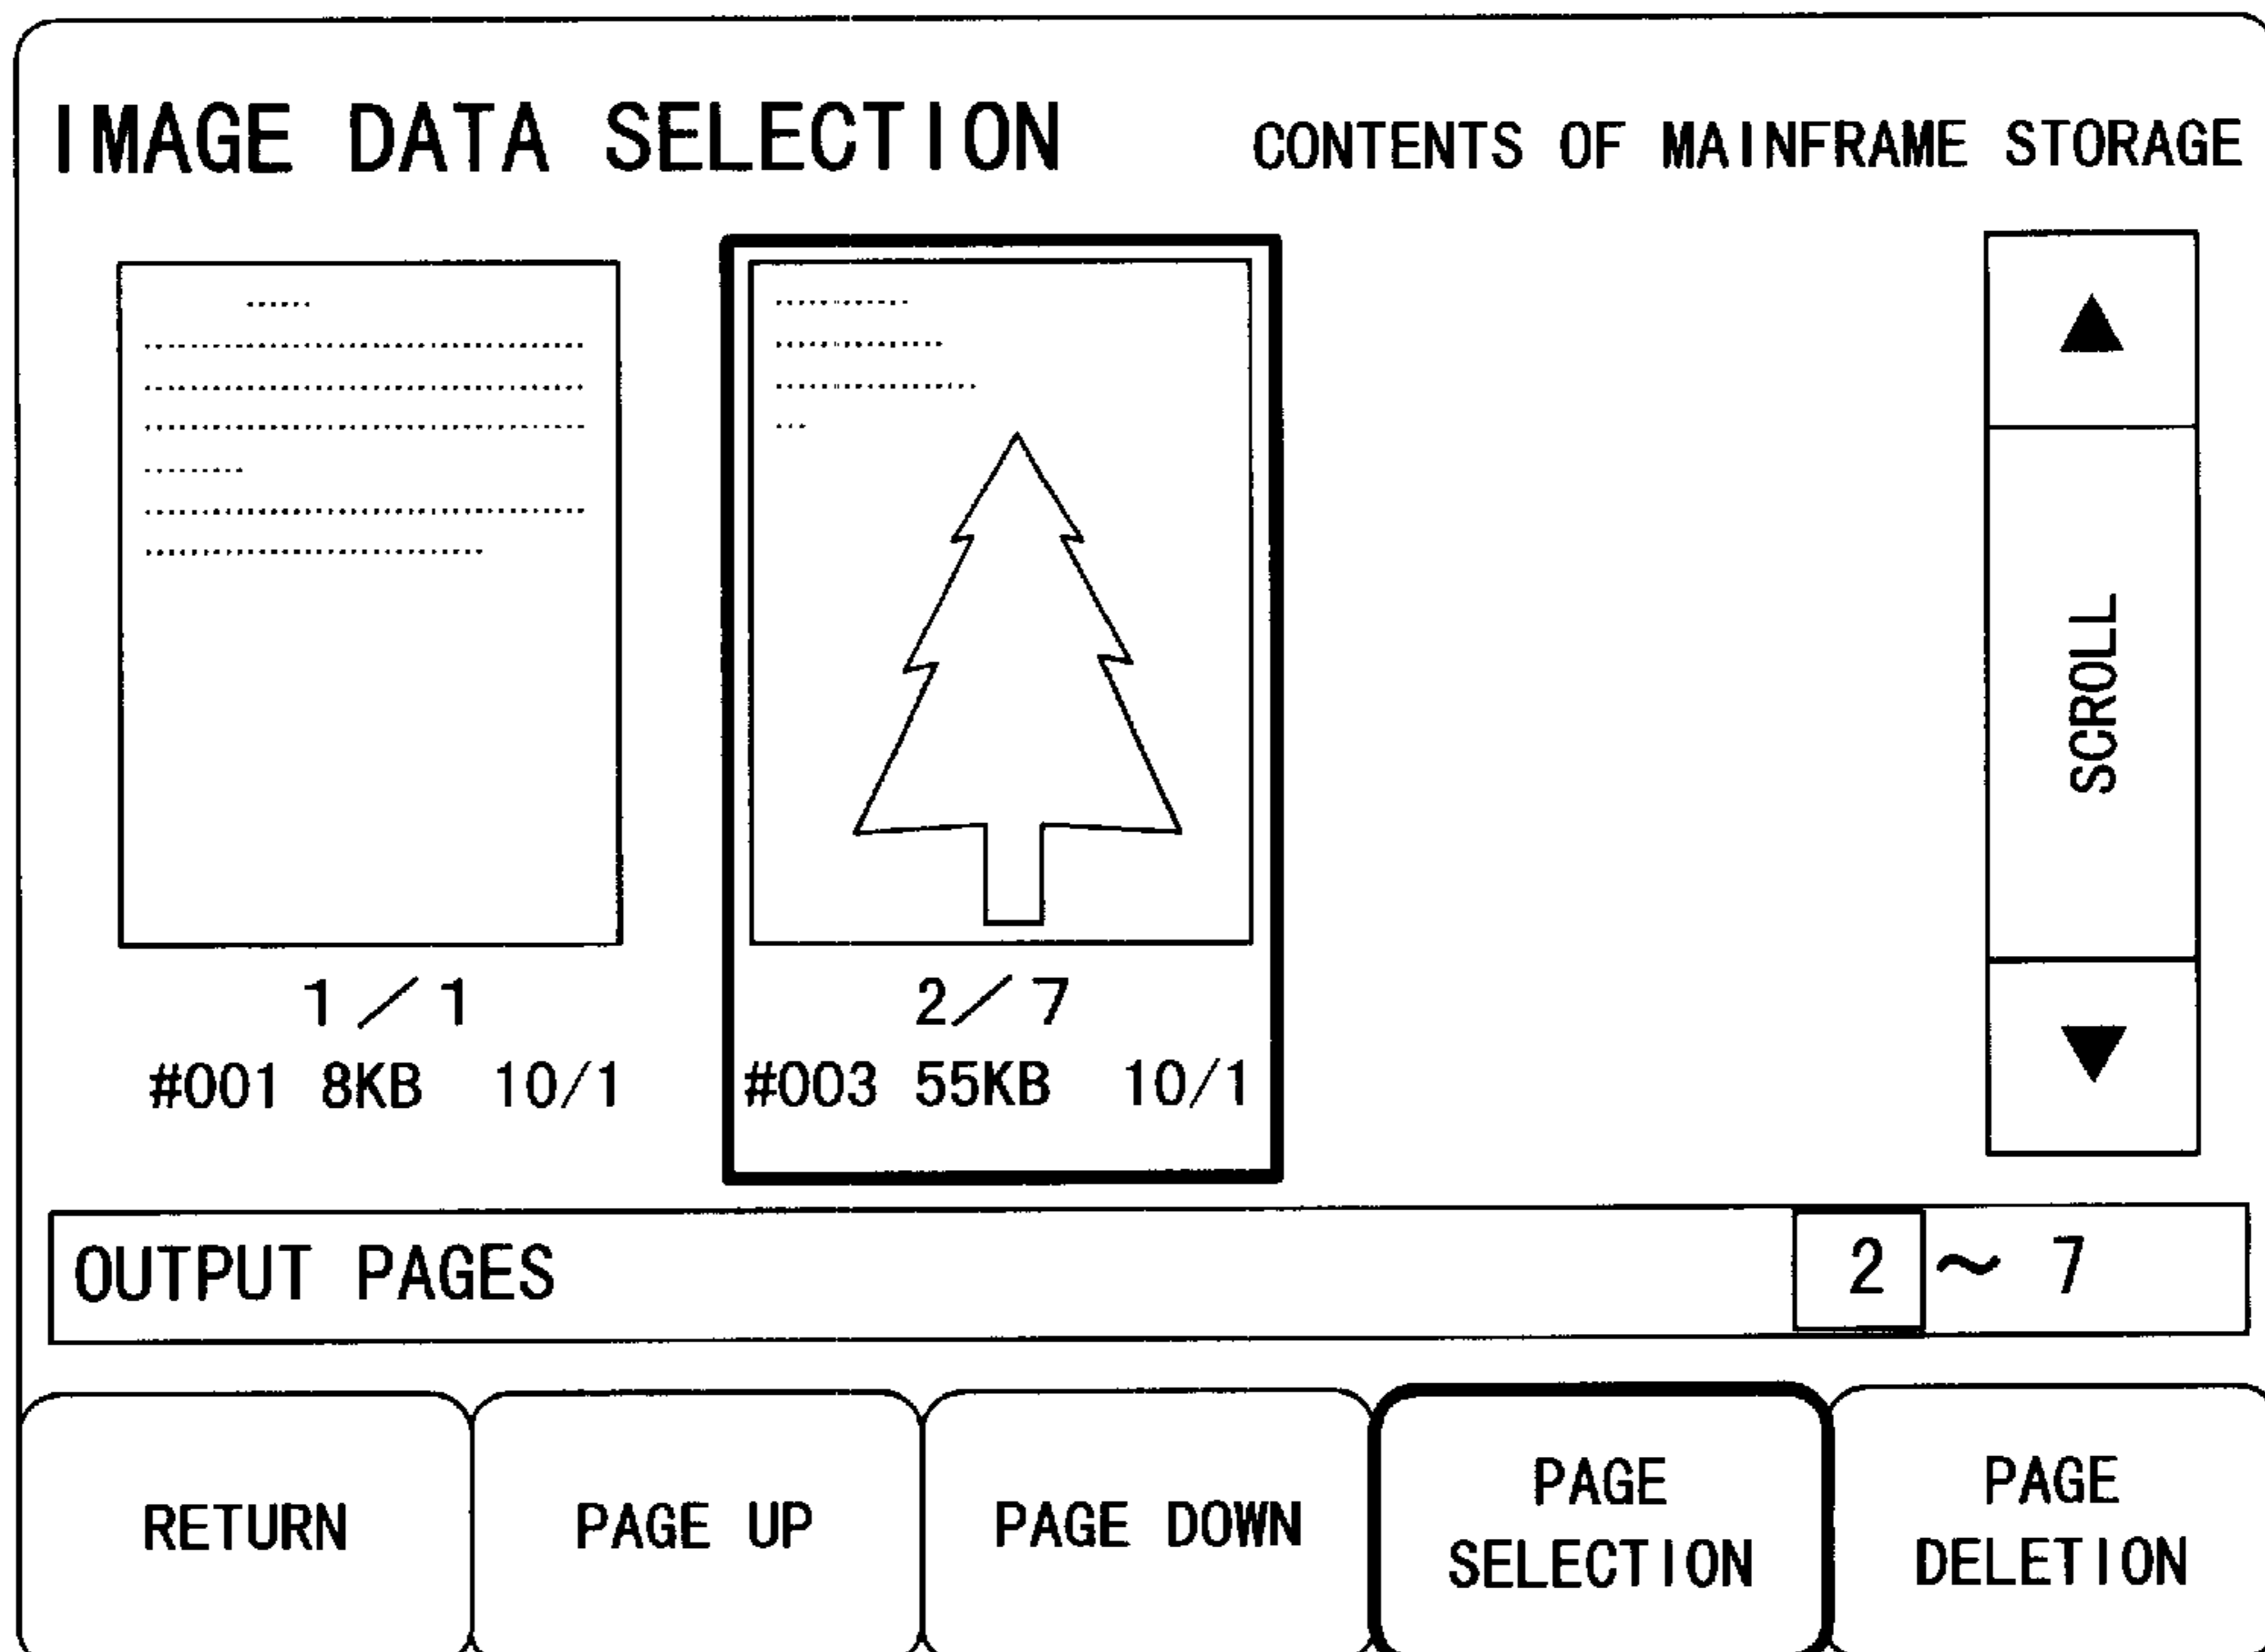 IMAGE DATA SELECTION
CONTENTS OF MAINFRAME STORAGE
1/1
#001 8KB 10/1
2/7
#003 55KB 10/1
SCROLL
OUTPUT PAGES 2~ 7
RETURN
PAGE UP
PAGE DOWN
PAGE
SELECTION
PAGE
DELETION